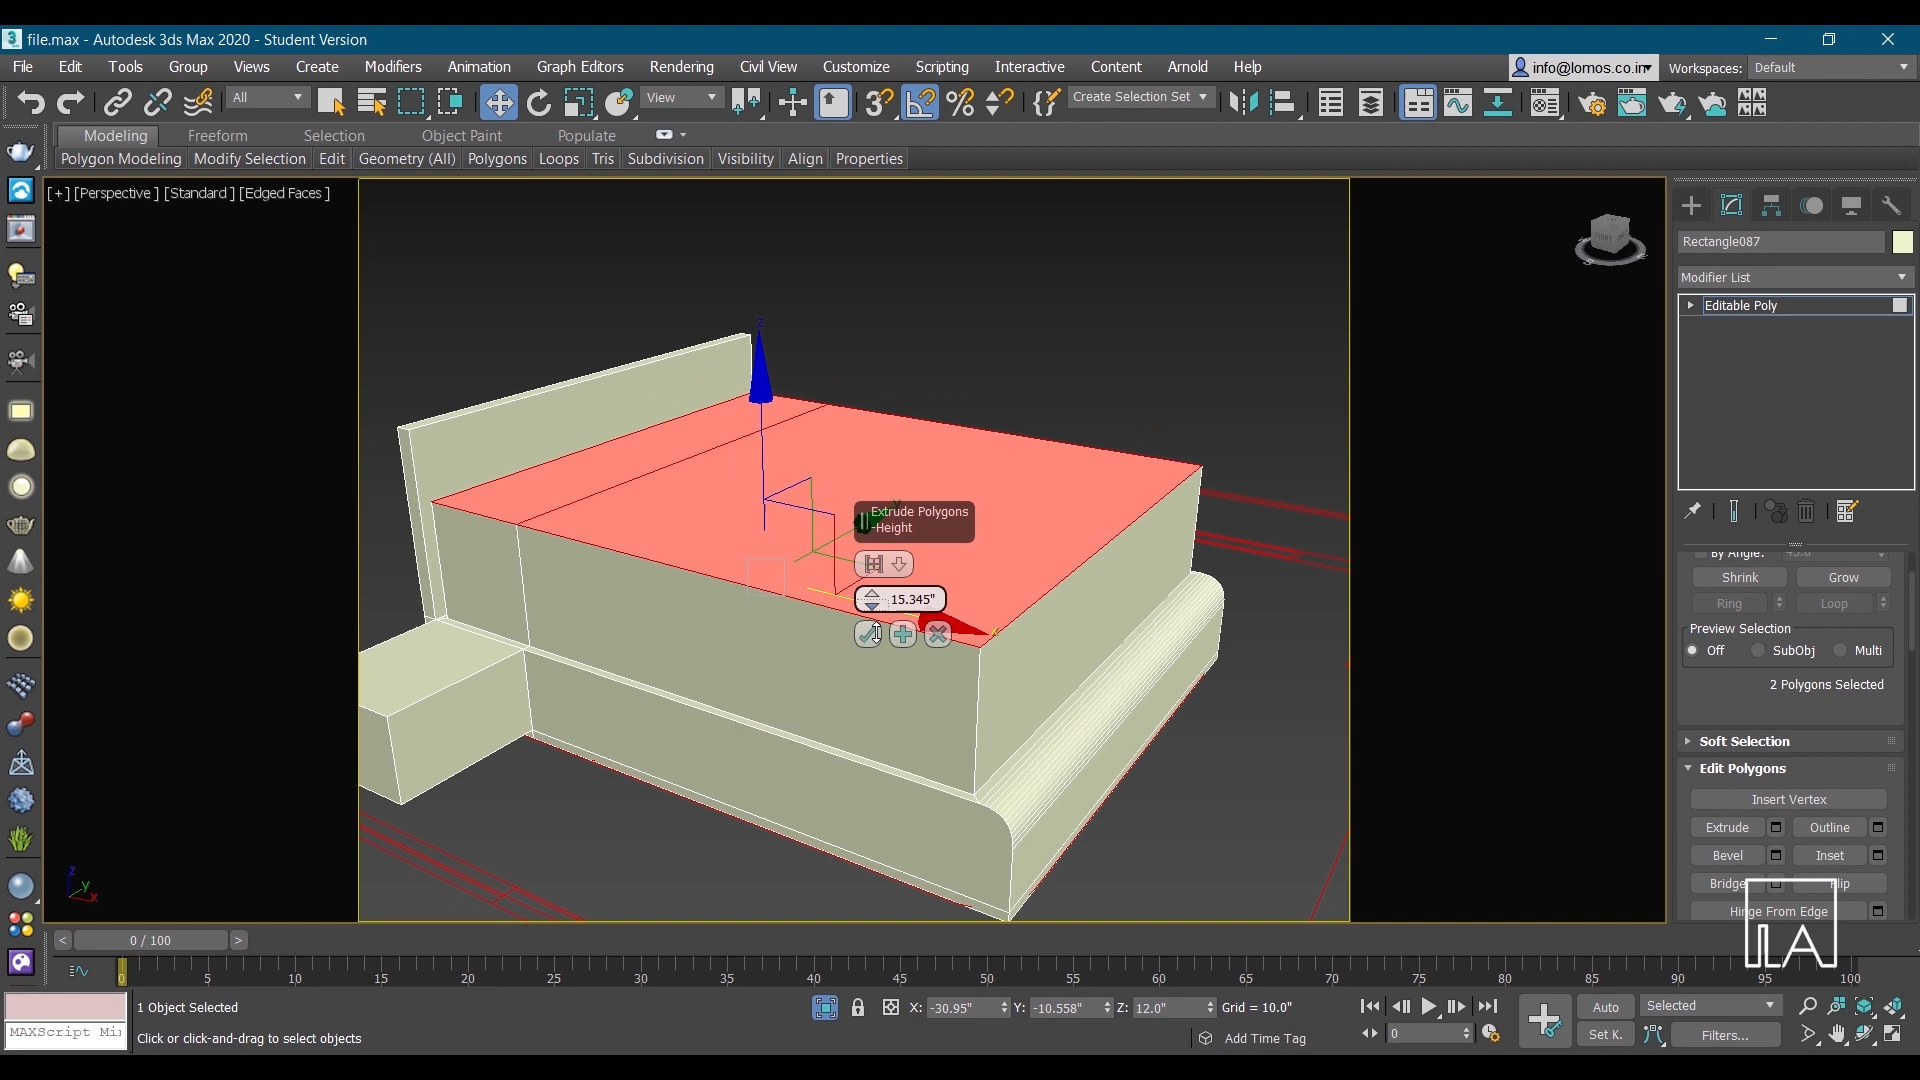 file.max - Autodesk 3ds Max 2020 - Student Version
File Edit Tools Group Views Create Modifiers Animation Graph Editors Rendering Civil View Customize Scripting Interactive Content Arnold Help info@lomos.co.in Workspaces: Default
All View Create Selection Set
Modeling Freeform Selection Object Paint Populate
Polygon Modeling Modify Selection Edit Geometry (All) Polygons Loops Tris Subdivision Visibility Align Properties
[+] [Perspective ] [Standard ] [Edged Faces ]
Rectangle087
Modifier List
Editable Poly
z
Extrude Polygons
-Height
15.345"
x
By Angle: 45.0
Shrink Grow
Ring Loop
Preview Selection
Off SubObj Multi
2 Polygons Selected
Soft Selection
Edit Polygons
Insert Vertex
Extrude Outline
Bevel Inset
Bridge Flip
Hinge From Edge
z
y
x
< 0 / 100 >
0 5 10 15 20 25 30 35 40 45 50 55 60 65 70 75 80 85 90 95 100
1 Object Selected X: -30.95" Y: -10.558" Z: 12.0" Grid = 10.0" Auto Selected
MAXScript Mi
Click or click-and-drag to select objects Add Time Tag 0 Set K. Filters...